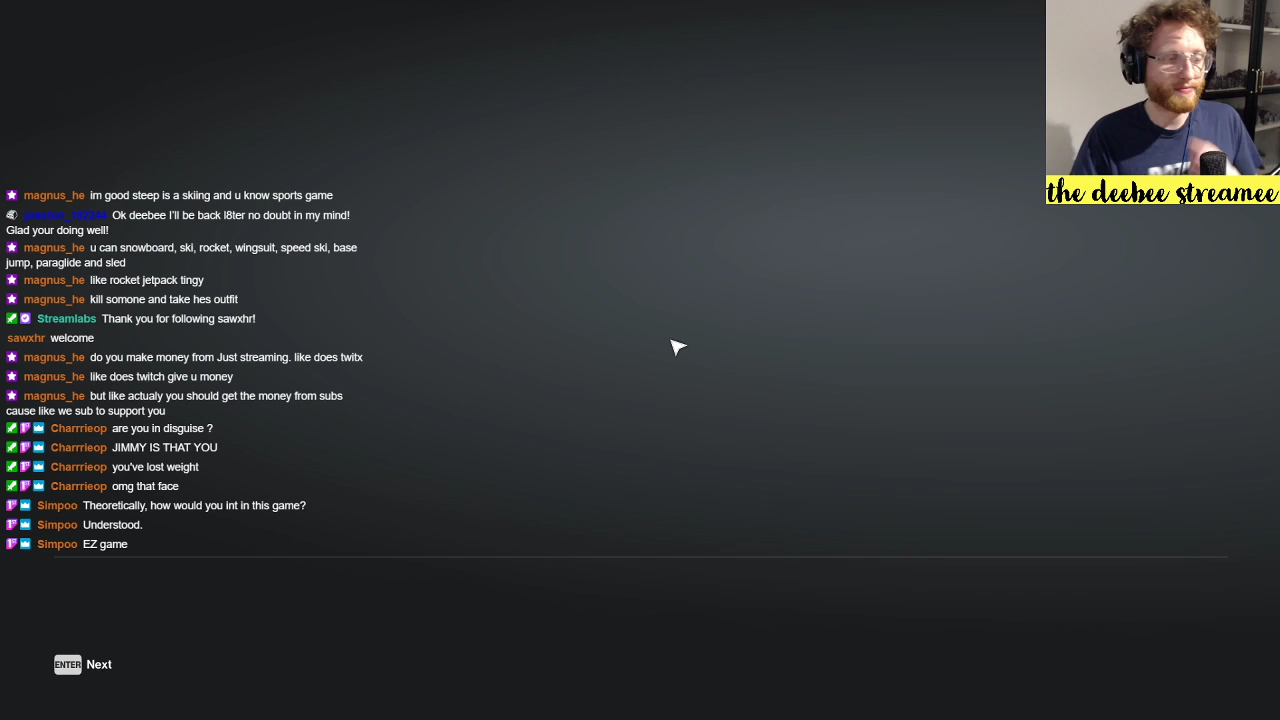 the deebee streamee
magnus_he im good steep is a skiing and u know sports game
Ok deebee I'll be back l8ter no doubt in my mind!
Glad your doing well!
magnus_he u can snowboard, ski, rocket, wingsuit, speed ski, base
jump, paraglide and sled
magnus_he like rocket jetpack tingy
magnus_he kill somone and take hes outfit
Streamlabs Thank you for following sawxhr!
sawxhr welcome
magnus_he do you make money from Just streaming. like does twitx
magnus_he like does twitch give u money
magnus_he but like actualy you should get the money from subs
cause like we sub to support you
Charrrieop are you in disguise ?
Charrrieop JIMMY IS THAT YOU
Charrrieop you've lost weight
Charrrieop omg that face
Simpoo Theoretically, how would you int in this game?
Simpoo Understood.
Simpoo EZ game
ENTER Next